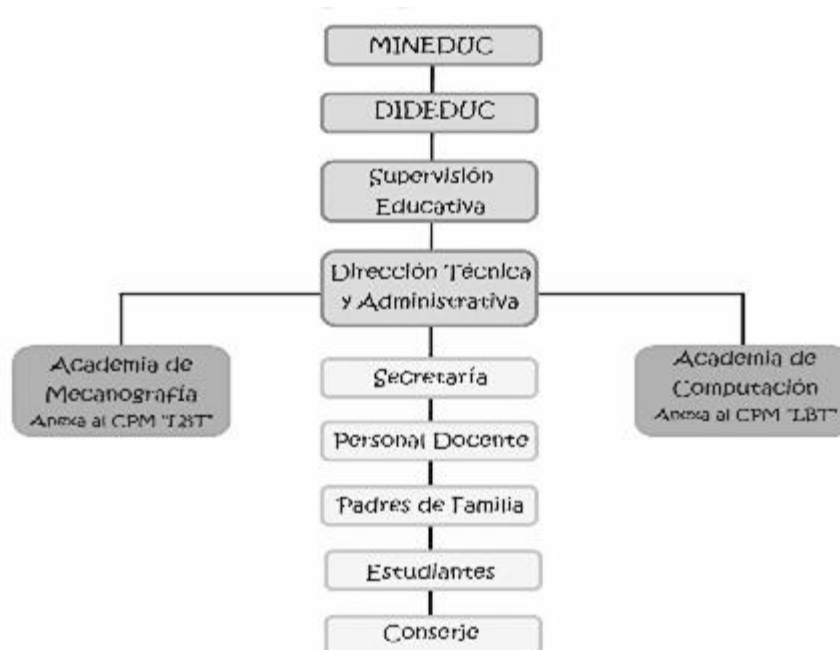 MINEDUC
DIDEDUC
Supervisión
Educativa
Dirección Técnica
y Administrativa
Academia de
Mecanografía
Anexa al CPM
Academia de
Computación
Anexa al CPM "LBT"
Secretaría
Personal Docente
Padres de Familia
Estudiantes
Conserje